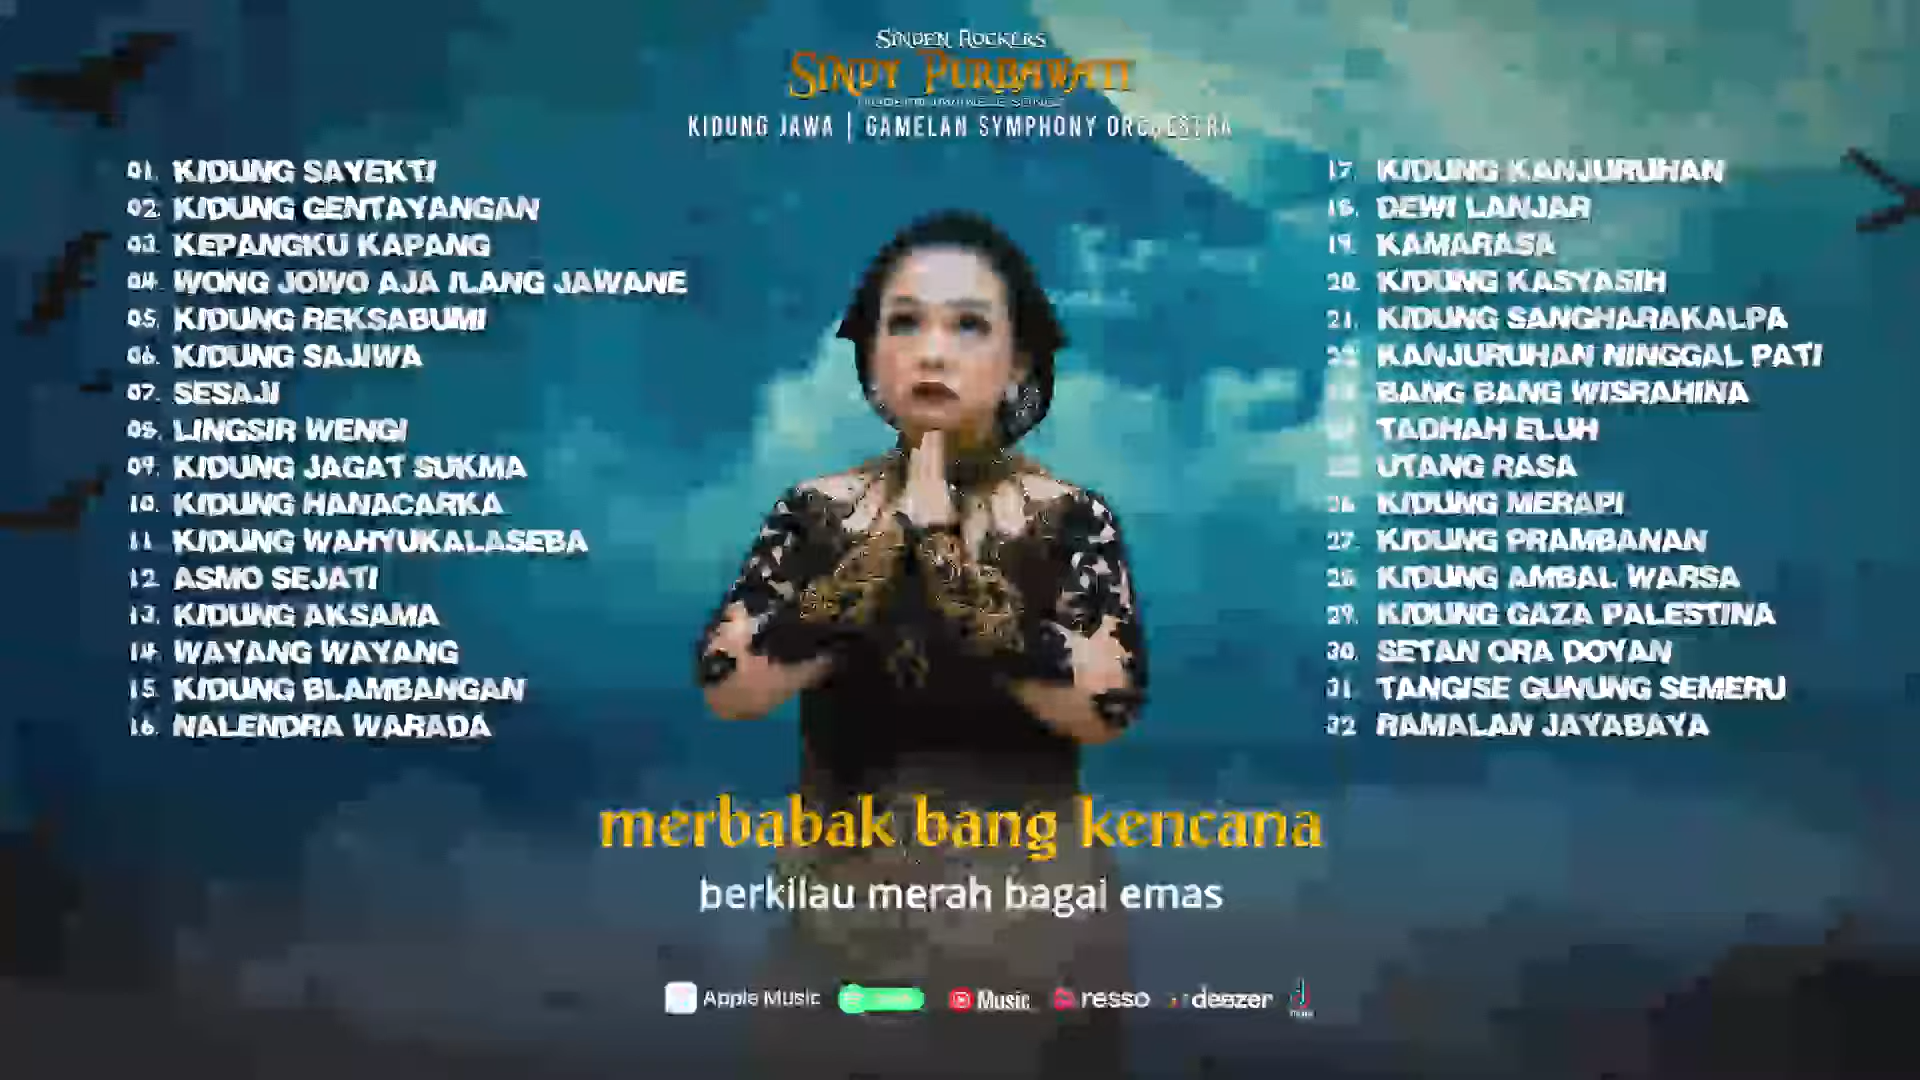 SINDEN ROCKERS
SINDY PURBAWATI
KIDUNG JAWA | GAMELAN SYMPHONY ORCHESTRA
01. KIDUNG SAYEKTI
02. KIDUNG GENTAYANGAN
03. KEPANGKU KAPANG
04. WONG JOWO AJA ILANG JAWANE
05. KIDUNG REKSABUMI
06. KIDUNG SAJIWA
07. SESAJI
08. LINGSIR WENGI
09. KIDUNG JAGAT SUKMA
10. KIDUNG HANACARKA
11. KIDUNG WAHYUKALASEBA
12. ASMO SEJATI
13. KIDUNG AKSAMA
14. WAYANG WAYANG
15. KIDUNG BLAMBANGAN
16. NALENDRA WARADA
17. KIDUNG KANJURUHAN
18. DEWI LANJAR
19. KAMARASA
20. KIDUNG KASYASIH
21. KIDUNG SANGHARAKALPA
22. KANJURUHAN NINGGAL PATI
BANG BANG WISRAHINA
TADHAH ELUH
UTANG RASA
26. KIDUNG MERAPI
27. KIDUNG PRAMBANAN
28. KIDUNG AMBAL WARSA
29. KIDUNG GAZA PALESTINA
30. SETAN ORA DOYAN
31. TANGISE GUNUNG SEMERU
32 RAMALAN JAYABAYA
merbabak bang kencana
berkilau merah bagai emas
Apple Music
Music
resso
deezer